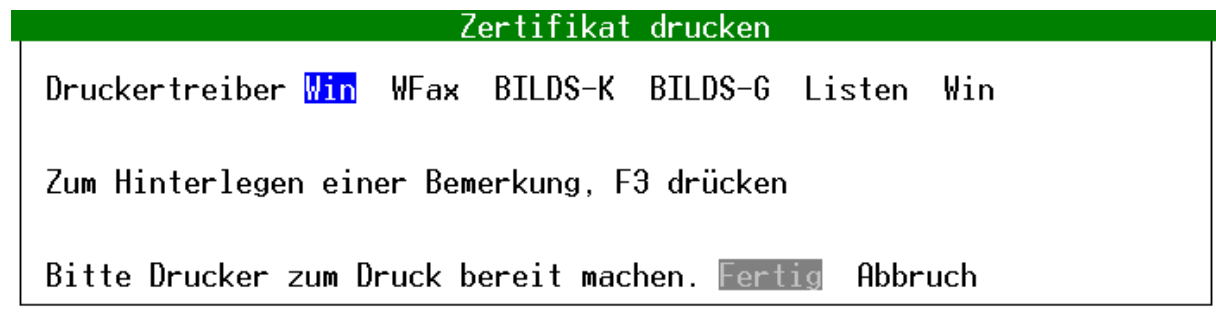 Zertifikat drucken
Druckertreiber Win WFax BILDS-K BILDS-G Listen Win
Zum Hinterlegen einer Bemerkung, F3 drücken
Bitte Drucker zum Druck bereit machen. Fertig Abbruch